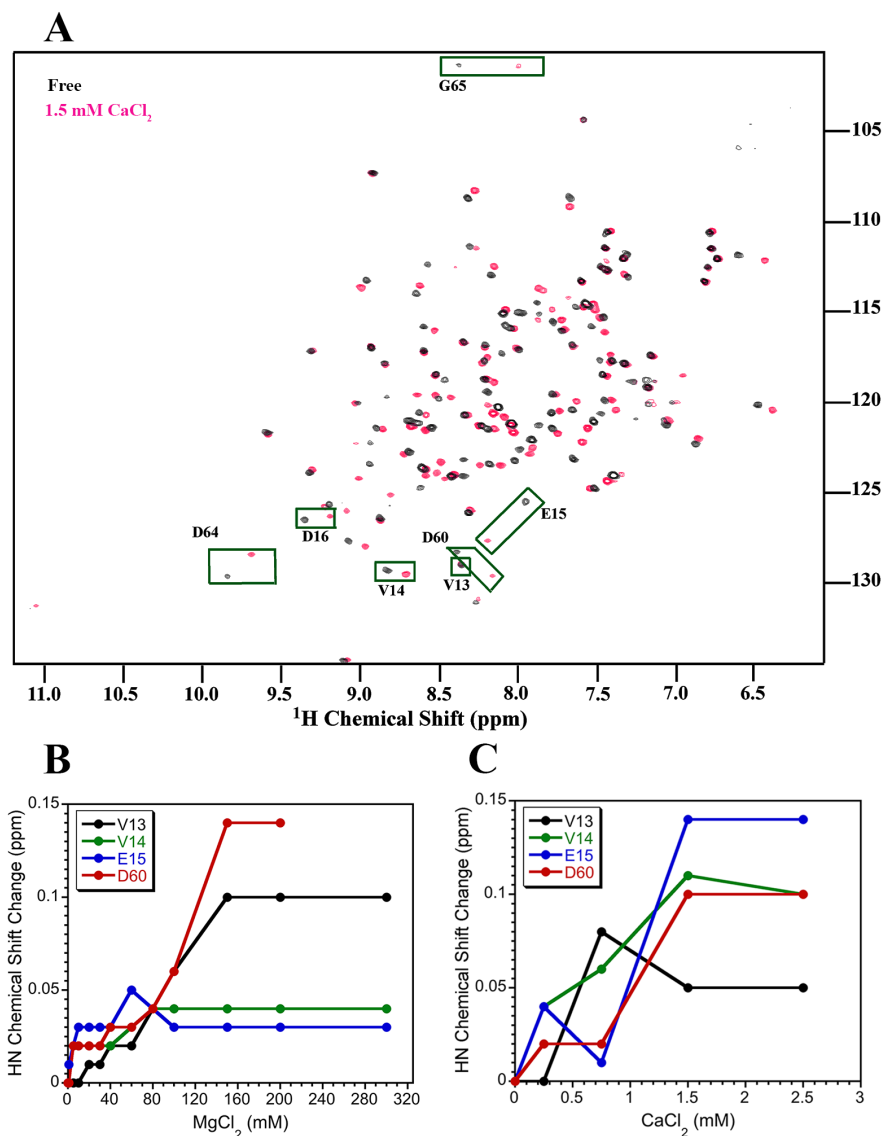 A
Free
1.5 mM CaCl2
G65
105
110
115
120
125
130
E15
D64
D16
D60
V14
V13
11.0 10.5 10.0 9.5 9.0 8.5 8.0 7.5 7.0 6.5
1H Chemical Shift (ppm)
B
HN Chemical Shift Change (ppm)
0.15
0.1
0.05
0
V13
V14
E15
D60
0 40 80 120 160 200 240 280 320
MgCl2 (mM)
C
HN Chemical Shift Change (ppm)
0.15
0.1
0.05
0
V13
V14
E15
D60
0 0.5 1 1.5 2 2.5 3
CaCl2 (mM)